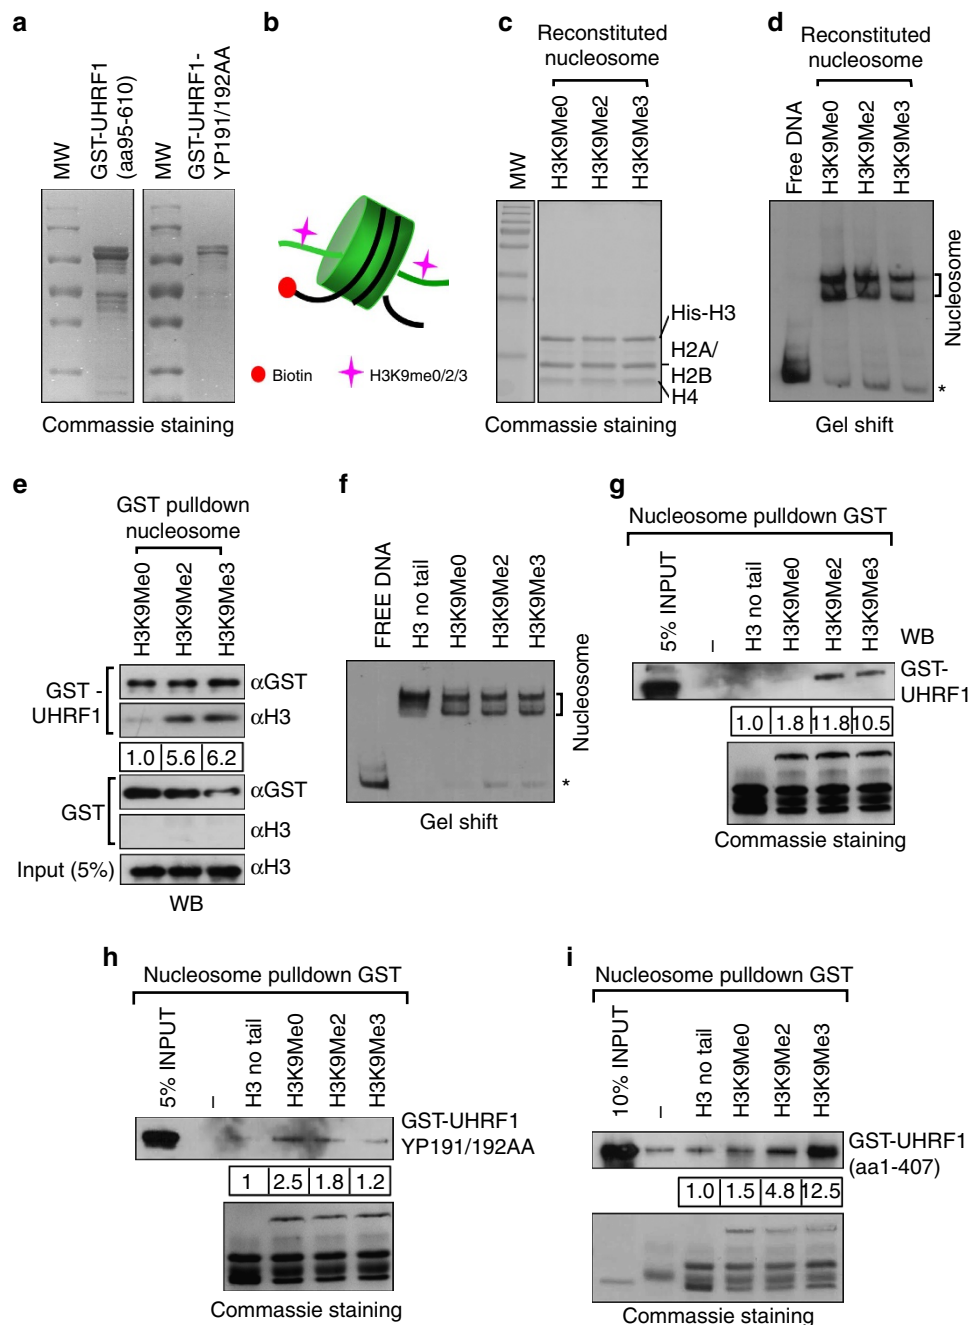 a
MW
GST-UHRF1
(aa95-610)
MW
GST-UHRF1-
YP191/192AA
Commassie staining
b
Biotin
H3K9me0/2/3
c
Reconstituted
nucleosome
MW
H3K9Me0
H3K9Me2
H3K9Me3
His-H3
H2A/
H2B
H4
Commassie staining
d
Reconstituted
nucleosome
Free DNA
H3K9Me0
H3K9Me2
H3K9Me3
Nucleosome
*
Gel shift
e
GST pulldown
nucleosome
H3K9Me0
H3K9Me2
H3K9Me3
GST -
UHRF1
αGST
αH3
1.0 5.6 6.2
GST
αGST
αH3
Input (5%)
αH3
WB
f
FREE DNA
H3 no tail
H3K9Me0
H3K9Me2
H3K9Me3
Nucleosome
*
Gel shift
g
Nucleosome pulldown GST
5% INPUT
–
H3 no tail
H3K9Me0
H3K9Me2
H3K9Me3
WB
GST-
UHRF1
1.0 1.8 11.8 10.5
Commassie staining
h
Nucleosome pulldown GST
5% INPUT
–
H3 no tail
H3K9Me0
H3K9Me2
H3K9Me3
GST-UHRF1
YP191/192AA
1 2.5 1.8 1.2
Commassie staining
i
Nucleosome pulldown GST
10% INPUT
–
H3 no tail
H3K9Me0
H3K9Me2
H3K9Me3
GST-UHRF1
(aa1-407)
1.0 1.5 4.8 12.5
Commassie staining